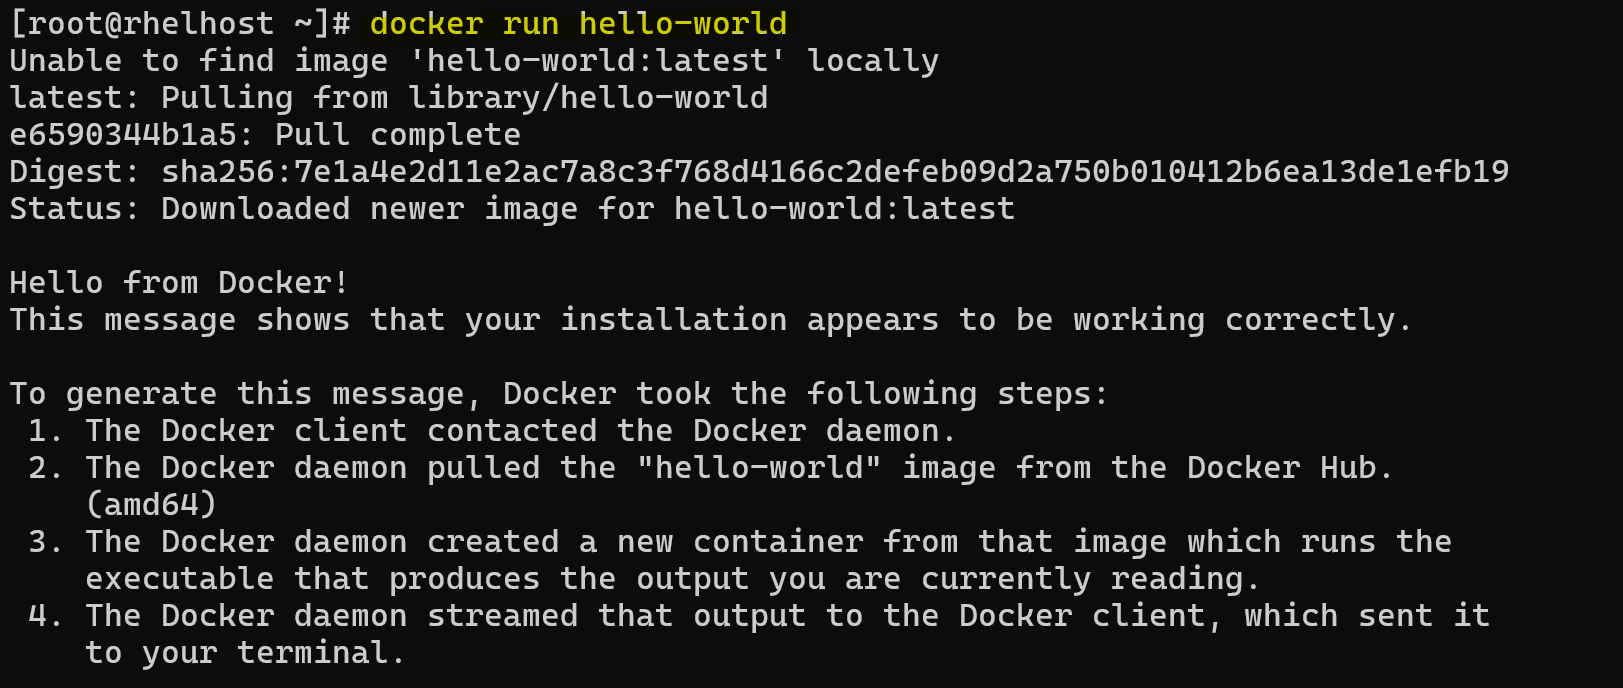 [root@rhelhost ~]# docker run hello-world
Unable to find image 'hello-world:latest' locally
latest: Pulling from library/hello-world
e6590344b1a5: Pull complete
Digest: sha256:7e1a4e2d11e2ac7a8c3f768d4166c2defeb09d2a750b010412b6ea13de1efb19
Status: Downloaded newer image for hello-world:latest

Hello from Docker!
This message shows that your installation appears to be working correctly.

To generate this message, Docker took the following steps:
 1. The Docker client contacted the Docker daemon.
 2. The Docker daemon pulled the "hello-world" image from the Docker Hub.
    (amd64)
 3. The Docker daemon created a new container from that image which runs the
    executable that produces the output you are currently reading.
 4. The Docker daemon streamed that output to the Docker client, which sent it
    to your terminal.